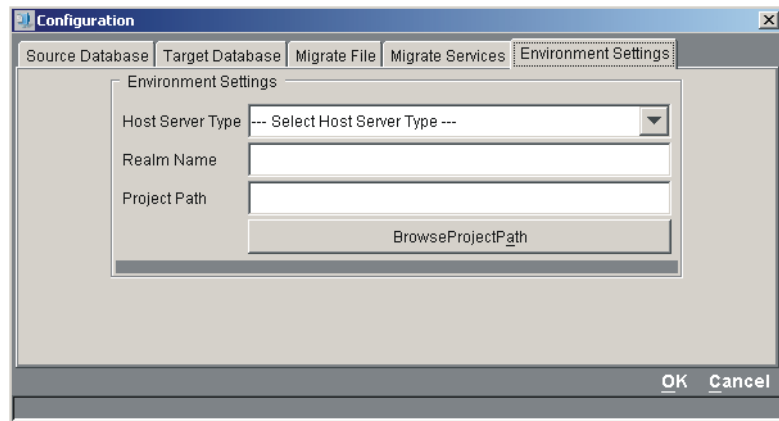 Configuration
Source Database Target Database Migrate File Migrate Services Environment Settings
Environment Settings
Host Server Type --- Select Host Server Type ---
Realm Name
Project Path
BrowseProjectPath
OK Cancel